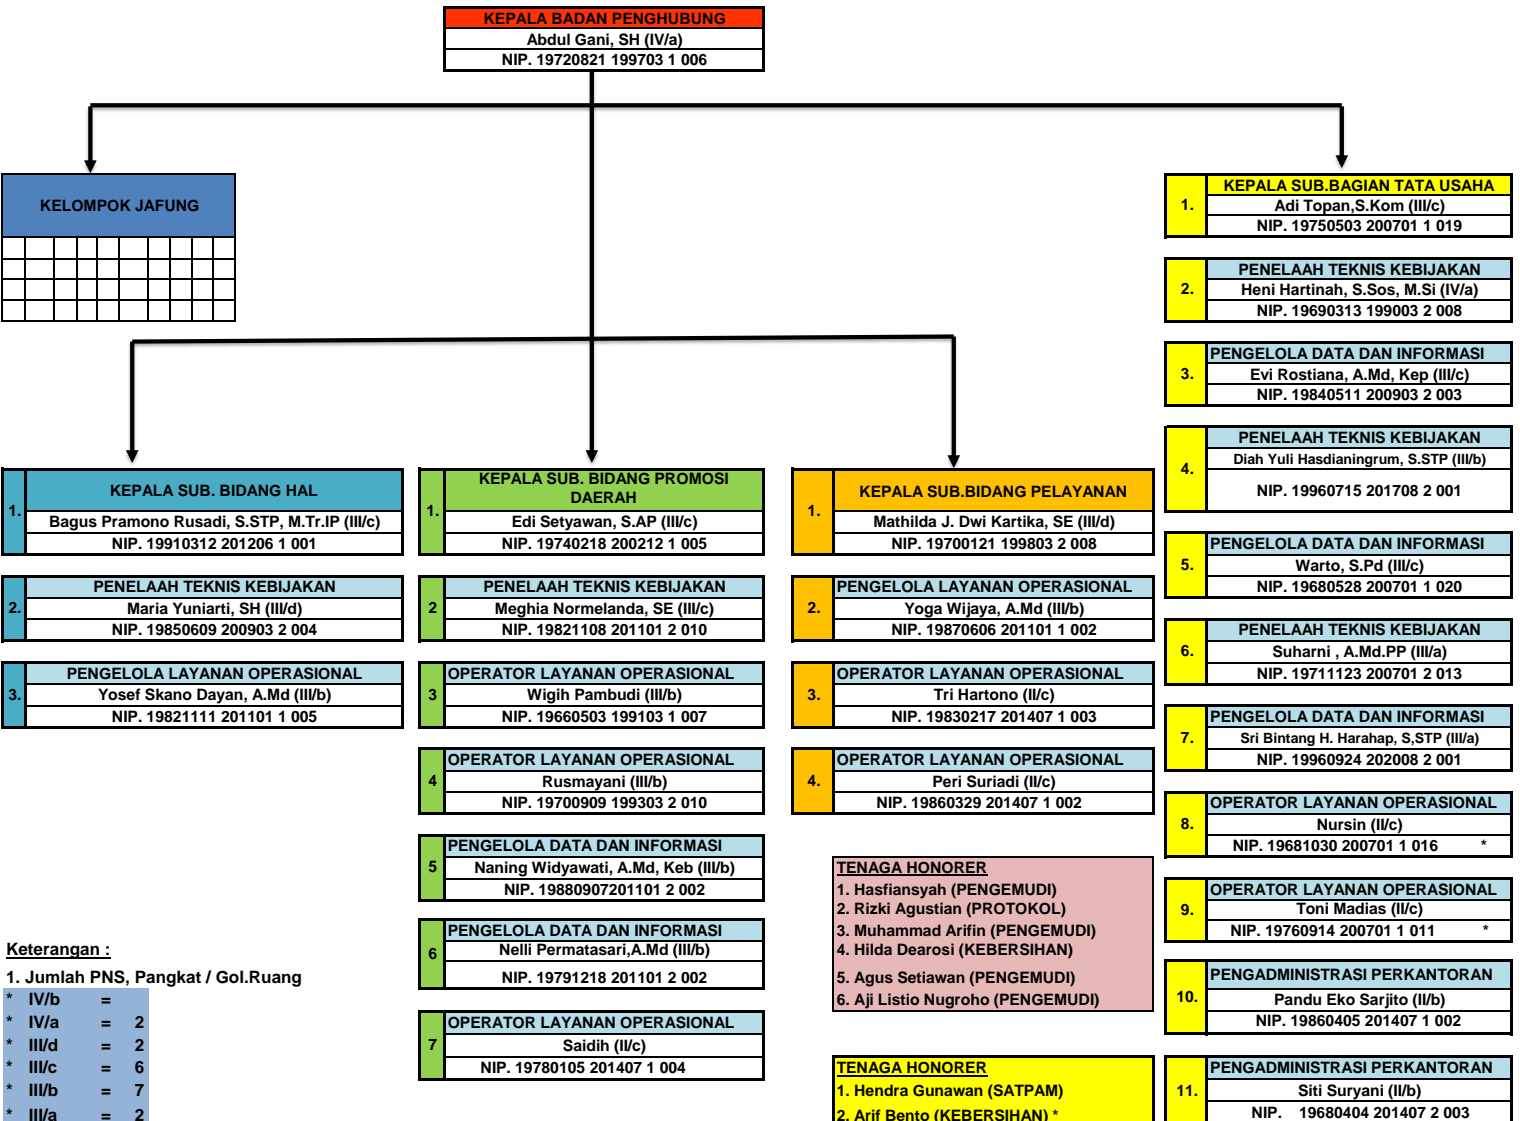 KEPALA BADAN PENGHUBUNG
Abdul Gani, SH (IV/a)
NIP. 19720821 199703 1 006
KELOMPOK JAFUNG
1.
KEPALA SUB. BIDANG HAL
Bagus Pramono Rusadi, S.STP, M.Tr.IP (III/c)
NIP. 19910312 201206 1 001
2.
PENELAAH TEKNIS KEBIJAKAN
Maria Yuniarti, SH (III/d)
NIP. 19850609 200903 2 004
3.
PENGELOLA LAYANAN OPERASIONAL
Yosef Skano Dayan, A.Md (III/b)
NIP. 19821111 201101 1 005
1.
KEPALA SUB. BIDANG PROMOSI
DAERAH
Edi Setyawan, S.AP (III/c)
NIP. 19740218 200212 1 005
2
PENELAAH TEKNIS KEBIJAKAN
Meghia Normelanda, SE (III/c)
NIP. 19821108 201101 2 010
3
OPERATOR LAYANAN OPERASIONAL
Wigih Pambudi (III/b)
NIP. 19660503 199103 1 007
4
OPERATOR LAYANAN OPERASIONAL
Rusmayani (III/b)
NIP. 19700909 199303 2 010
5
PENGELOLA DATA DAN INFORMASI
Naning Widyawati, A.Md, Keb (III/b)
NIP. 19880907201101 2 002
6
PENGELOLA DATA DAN INFORMASI
Nelli Permatasari,A.Md (III/b)
NIP. 19791218 201101 2 002
7
OPERATOR LAYANAN OPERASIONAL
Saidih (II/c)
NIP. 19780105 201407 1 004
1.
KEPALA SUB.BIDANG PELAYANAN
Mathilda J. Dwi Kartika, SE (III/d)
NIP. 19700121 199803 2 008
2.
PENGELOLA LAYANAN OPERASIONAL
Yoga Wijaya, A.Md (III/b)
NIP. 19870606 201101 1 002
3.
OPERATOR LAYANAN OPERASIONAL
Tri Hartono (II/c)
NIP. 19830217 201407 1 003
4.
OPERATOR LAYANAN OPERASIONAL
Peri Suriadi (II/c)
NIP. 19860329 201407 1 002
1.
KEPALA SUB.BAGIAN TATA USAHA
Adi Topan,S.Kom (III/c)
NIP. 19750503 200701 1 019
2.
PENELAAH TEKNIS KEBIJAKAN
Heni Hartinah, S.Sos, M.Si (IV/a)
NIP. 19690313 199003 2 008
3.
PENGELOLA DATA DAN INFORMASI
Evi Rostiana, A.Md, Kep (III/c)
NIP. 19840511 200903 2 003
4.
PENELAAH TEKNIS KEBIJAKAN
Diah Yuli Hasdianingrum, S.STP (III/b)
NIP. 19960715 201708 2 001
5.
PENGELOLA DATA DAN INFORMASI
Warto, S.Pd (III/c)
NIP. 19680528 200701 1 020
6.
PENELAAH TEKNIS KEBIJAKAN
Suharni , A.Md.PP (III/a)
NIP. 19711123 200701 2 013
7.
PENGELOLA DATA DAN INFORMASI
Sri Bintang H. Harahap, S,STP (III/a)
NIP. 19960924 202008 2 001
8.
OPERATOR LAYANAN OPERASIONAL
Nursin (II/c)
NIP. 19681030 200701 1 016 *
9.
OPERATOR LAYANAN OPERASIONAL
Toni Madias (II/c)
NIP. 19760914 200701 1 011 *
10.
PENGADMINISTRASI PERKANTORAN
Pandu Eko Sarjito (II/b)
NIP. 19860405 201407 1 002
11.
PENGADMINISTRASI PERKANTORAN
Siti Suryani (II/b)
NIP. 19680404 201407 2 003
TENAGA HONORER
1. Hasfiansyah (PENGEMUDI)
2. Rizki Agustian (PROTOKOL)
3. Muhammad Arifin (PENGEMUDI)
4. Hilda Dearosi (KEBERSIHAN)
5. Agus Setiawan (PENGEMUDI)
6. Aji Listio Nugroho (PENGEMUDI)
TENAGA HONORER
1. Hendra Gunawan (SATPAM)
2. Arif Bento (KEBERSIHAN) *
Keterangan :
1. Jumlah PNS, Pangkat / Gol.Ruang
* IV/b =
* IV/a = 2
* III/d = 2
* III/c = 6
* III/b = 7
* III/a = 2